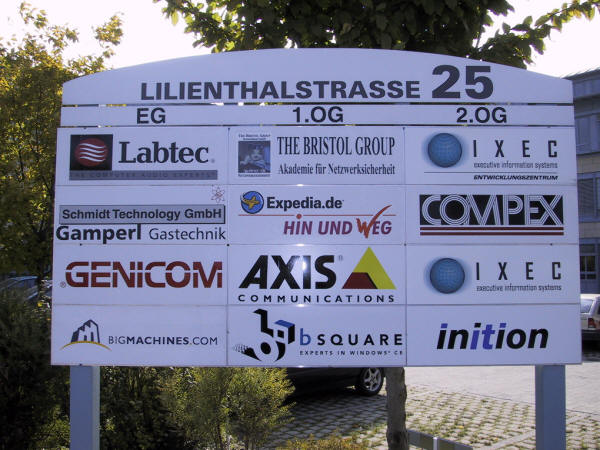 LILIENTHALSTRASSE 25
EG 1.OG 2.OG
Labtec
THE COMPUTER AUDIO EXPERTS
THE BRISTOL GROUP
Akademie für Netzwerksicherheit
IXEC
executive information systems
ENTWICKLUNGSZENTRUM
Schmidt Technology GmbH
Gamperl Gastechnik
Expedia.de
HIN UND WEG
COMPEX
GENICOM
AXIS
COMMUNICATIONS
IXEC
executive information systems
BIGMACHINES.COM
bSQUARE
EXPERTS IN WINDOWS CE
inition